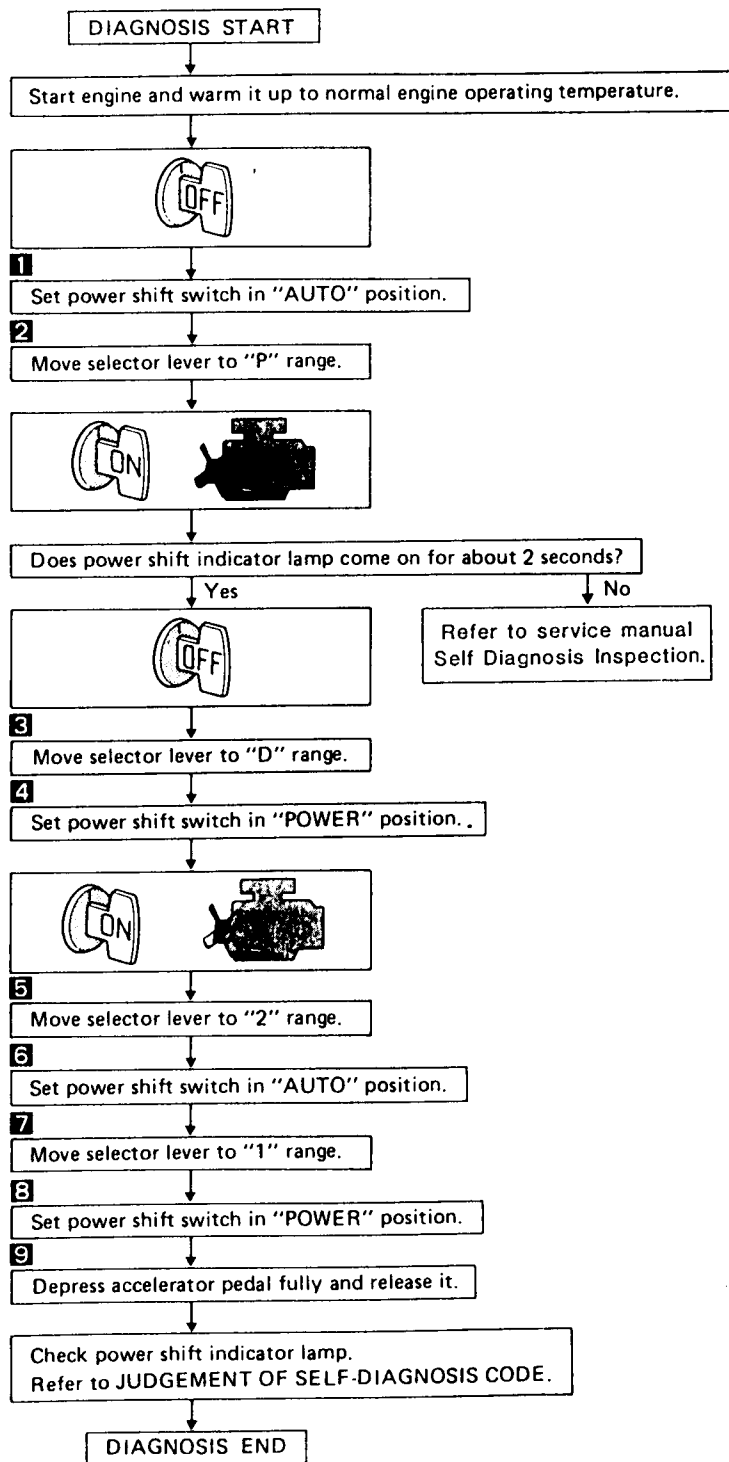 DIAGNOSIS START
Start engine and warm it up to normal engine operating temperature.
OFF
1
Set power shift switch in "AUTO" position.
2
Move selector lever to "P" range.
ON
Does power shift indicator lamp come on for about 2 seconds?
Yes
No
OFF
Refer to service manual
Self Diagnosis Inspection.
3
Move selector lever to "D" range.
4
Set power shift switch in "POWER" position.
ON
5
Move selector lever to "2" range.
6
Set power shift switch in "AUTO" position.
7
Move selector lever to "1" range.
8
Set power shift switch in "POWER" position.
9
Depress accelerator pedal fully and release it.
Check power shift indicator lamp.
Refer to JUDGEMENT OF SELF-DIAGNOSIS CODE.
DIAGNOSIS END